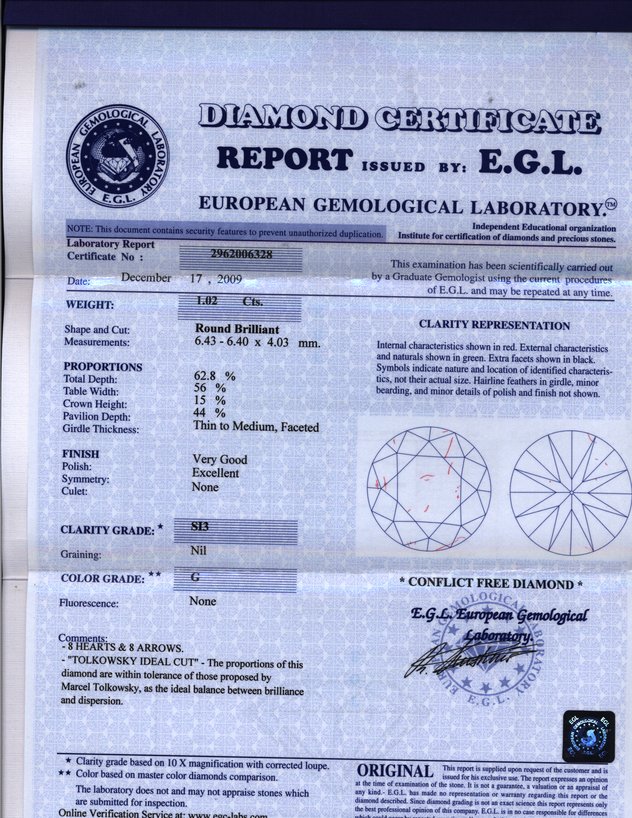 EUROPEAN GEMOLOGICAL LABORATORY
E.G.L.
DIAMOND CERTIFICATE
REPORT ISSUED BY: E.G.L.
EUROPEAN GEMOLOGICAL LABORATORY.™
NOTE: This document contains security features to prevent unauthorized duplication.
Independent Educational organization
Institute for certification of diamonds and precious stones.
Laboratory Report
Certificate No : 2962006328
Date: December 17 , 2009
This examination has been scientifically carried out
by a Graduate Gemologist using the current procedures
of E.G.L. and may be repeated at any time.
WEIGHT: 1.02 Cts.
Shape and Cut: Round Brilliant
Measurements: 6.43 - 6.40 x 4.03 mm.
PROPORTIONS
Total Depth: 62.8 %
Table Width: 56 %
Crown Height: 15 %
Pavilion Depth: 44 %
Girdle Thickness: Thin to Medium, Faceted
FINISH
Polish: Very Good
Symmetry: Excellent
Culet: None
CLARITY GRADE: * SI3
Graining: Nil
COLOR GRADE: ** G
Fluorescence: None
Comments:
- 8 HEARTS & 8 ARROWS.
- "TOLKOWSKY IDEAL CUT" - The proportions of this
diamond are within tolerance of those proposed by
Marcel Tolkowsky, as the ideal balance between brilliance
and dispersion.
CLARITY REPRESENTATION
Internal characteristics shown in red. External characteristics
and naturals shown in green. Extra facets shown in black.
Symbols indicate nature and location of identified characteris-
tics, not their actual size. Hairline feathers in girdle, minor
bearding, and minor details of polish and finish not shown.
* CONFLICT FREE DIAMOND *
E.G.L. European Gemological
Laboratory.
E.G.L.
EGL
EGL
* Clarity grade based on 10 X magnification with corrected loupe.
** Color based on master color diamonds comparison.
The laboratory does not and may not appraise stones which
are submitted for inspection.
Online Verification Service at: www.egc-labs.com
ORIGINAL This report is supplied upon request of the customer and is
issued for his exclusive use. The report expresses an opinion
at the time of examination of the stone. It is not a guarantee, a valuation or an appraisal of
any kind.- E.G.L. has made no representation or warranty regarding this report or the
diamond described. Since diamond grading is not an exact science this report represents only
the best professional opinion of this company. E.G.L. is in no case responsible for differences